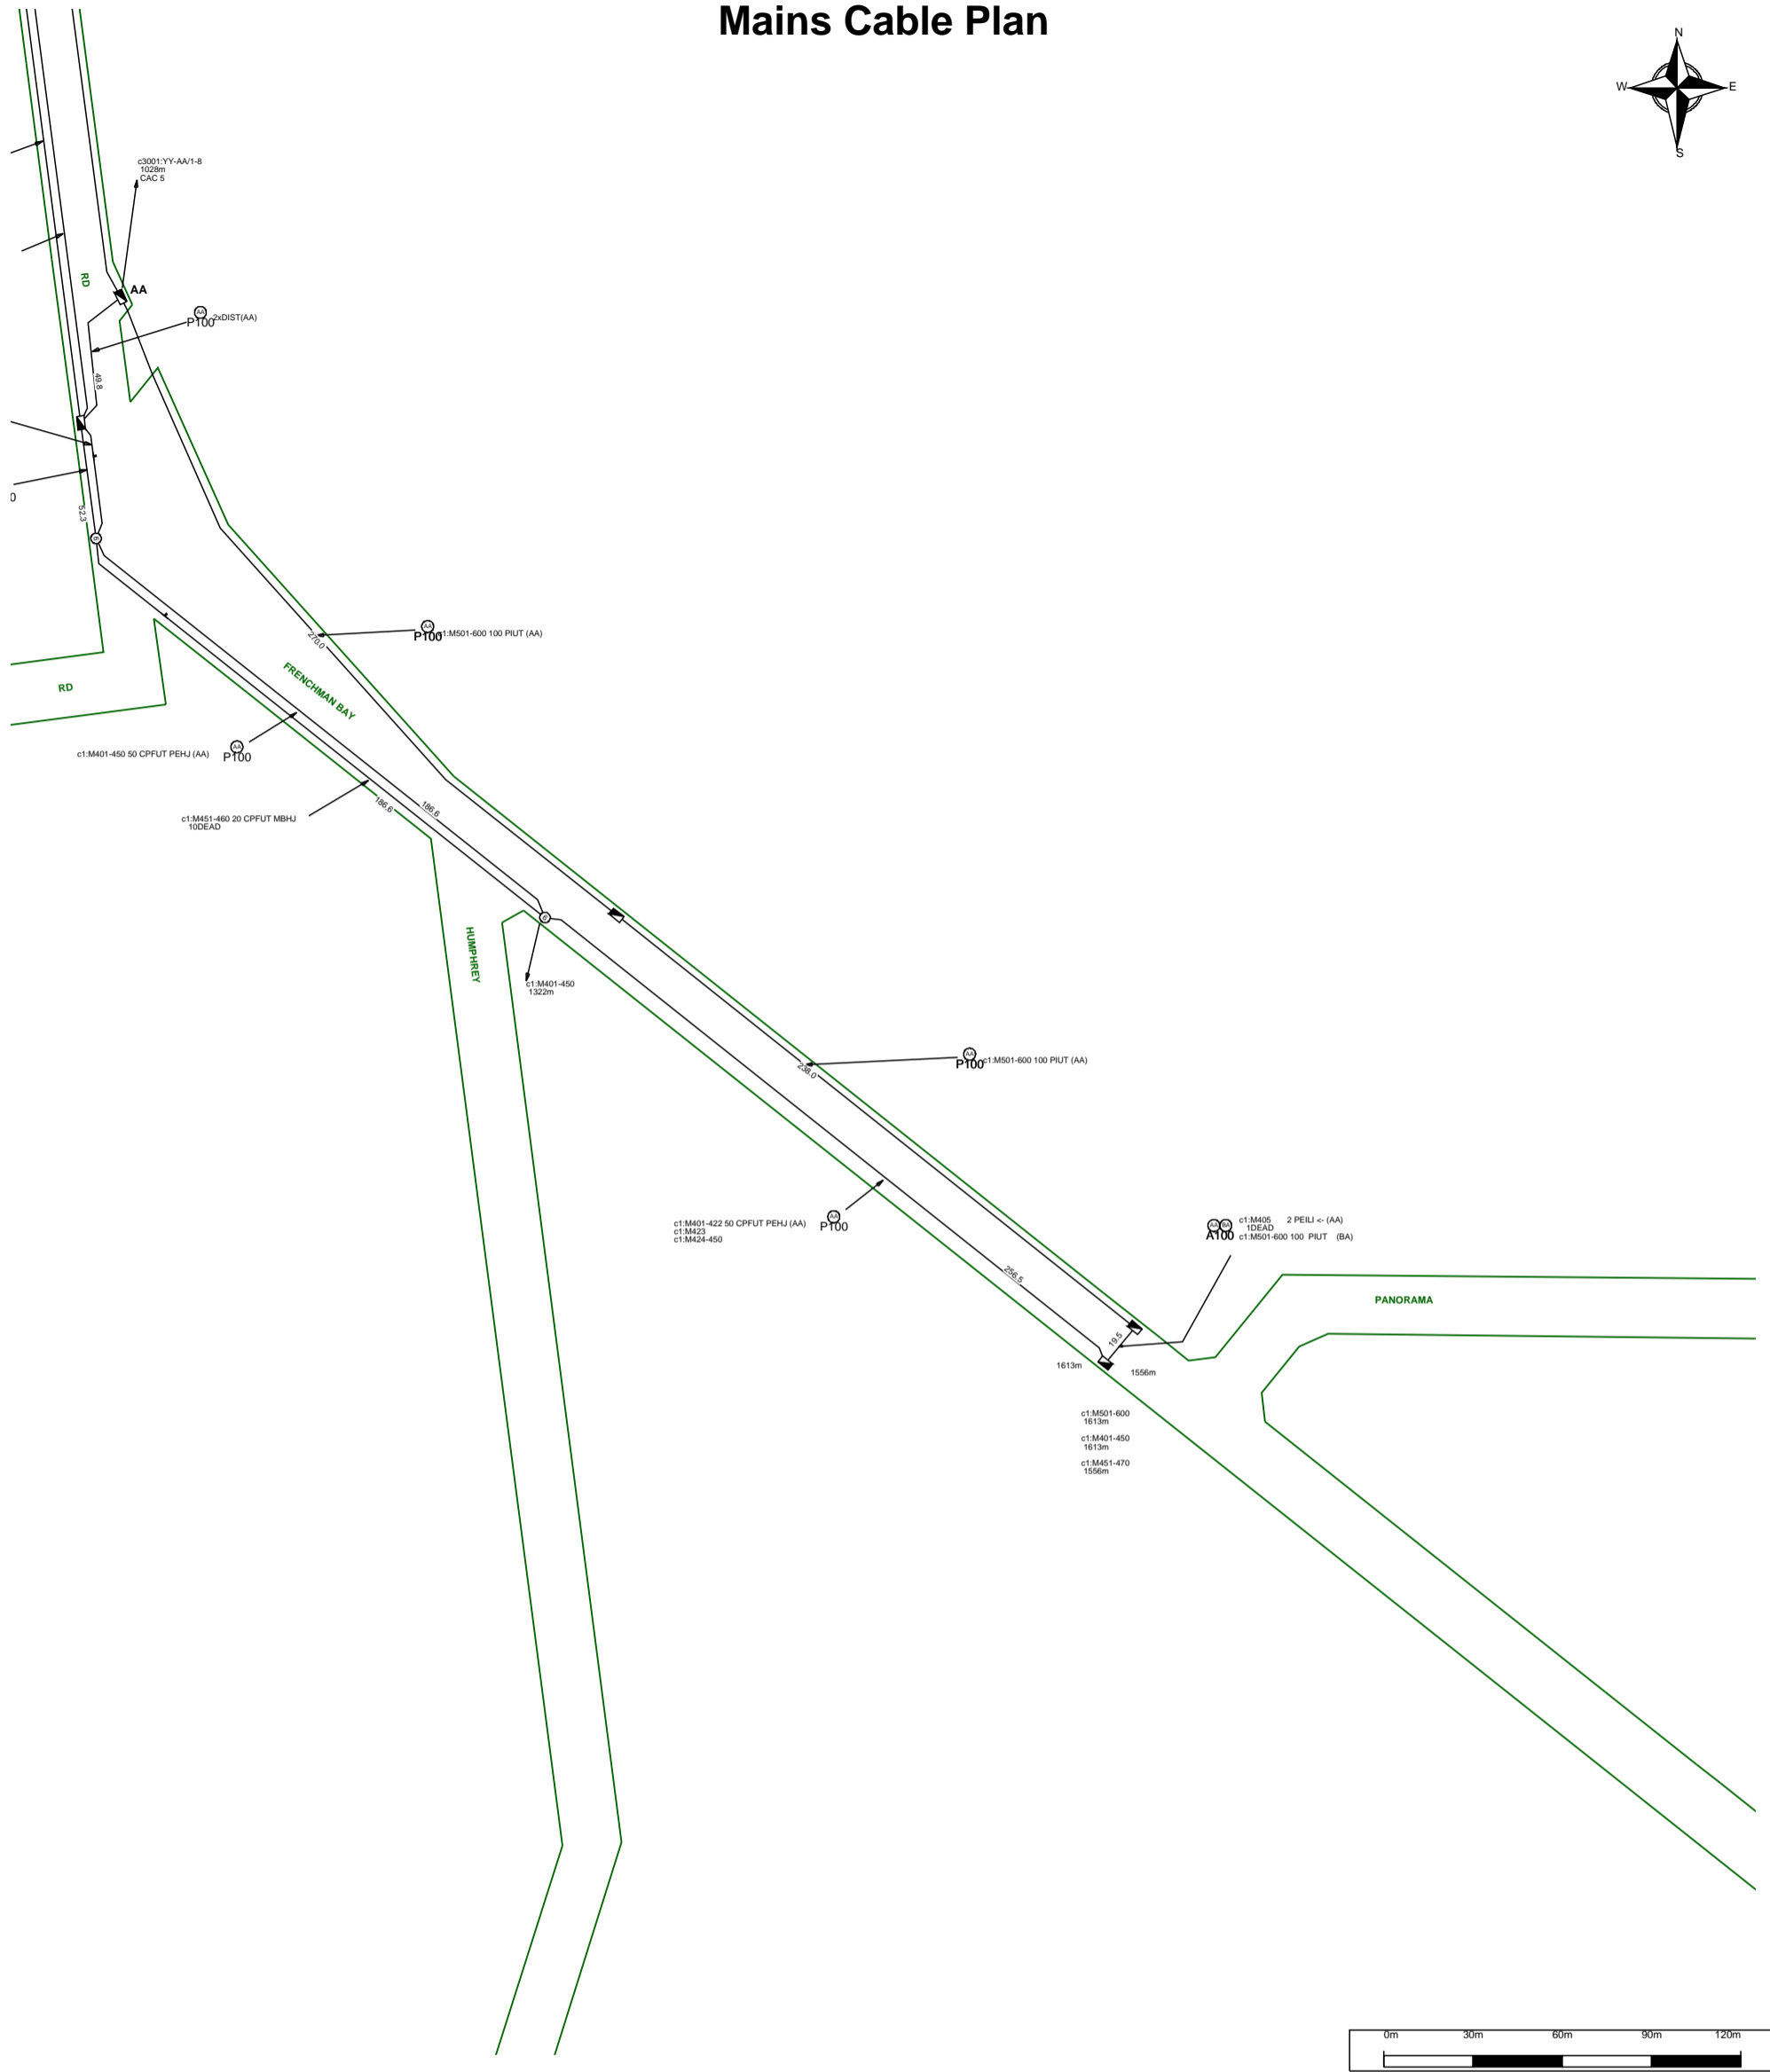 Mains Cable Plan
N
W
E
S
c3001:YY-AA/1-8
1028m
CAC 5
RD
AA
AA
P100
2xDIST(AA)
49.8
0
52.3
6
AA
P100
c1:M501-600 100 PIUT (AA)
270.0
FRENCHMAN BAY
RD
AA
P100
c1:M401-450 50 CPFUT PEHJ (AA)
c1:M451-460 20 CPFUT MBHJ
10DEAD
186.6
186.6
6
HUMPHREY
c1:M401-450
1322m
AA
P100
c1:M501-600 100 PIUT (AA)
238.0
AA
P100
c1:M401-422 50 CPFUT PEHJ (AA)
c1:M423
c1:M424-450
AA BA
A100
c1:M405 2 PEILI <- (AA)
1DEAD
c1:M501-600 100 PIUT (BA)
256.5
PANORAMA
19.5
1613m
1556m
c1:M501-600
1613m
c1:M401-450
1613m
c1:M451-470
1556m
0m 30m 60m 90m 120m